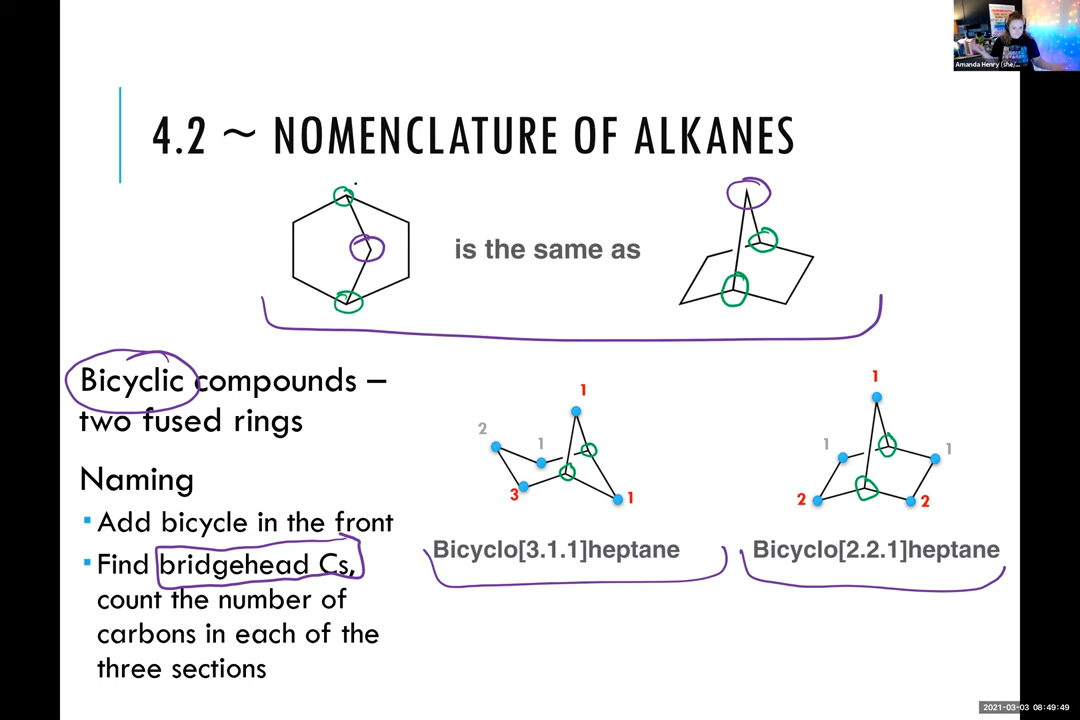 Amanda Henry (she/...
4.2 ~ NOMENCLATURE OF ALKANES
is the same as
Bicyclic compounds –
two fused rings
Naming
Add bicycle in the front
Find bridgehead Cs,
count the number of
carbons in each of the
three sections
1
2
1
3
1
Bicyclo[3.1.1]heptane
1
1
1
2
2
Bicyclo[2.2.1]heptane
2021-03-03 08:49:49